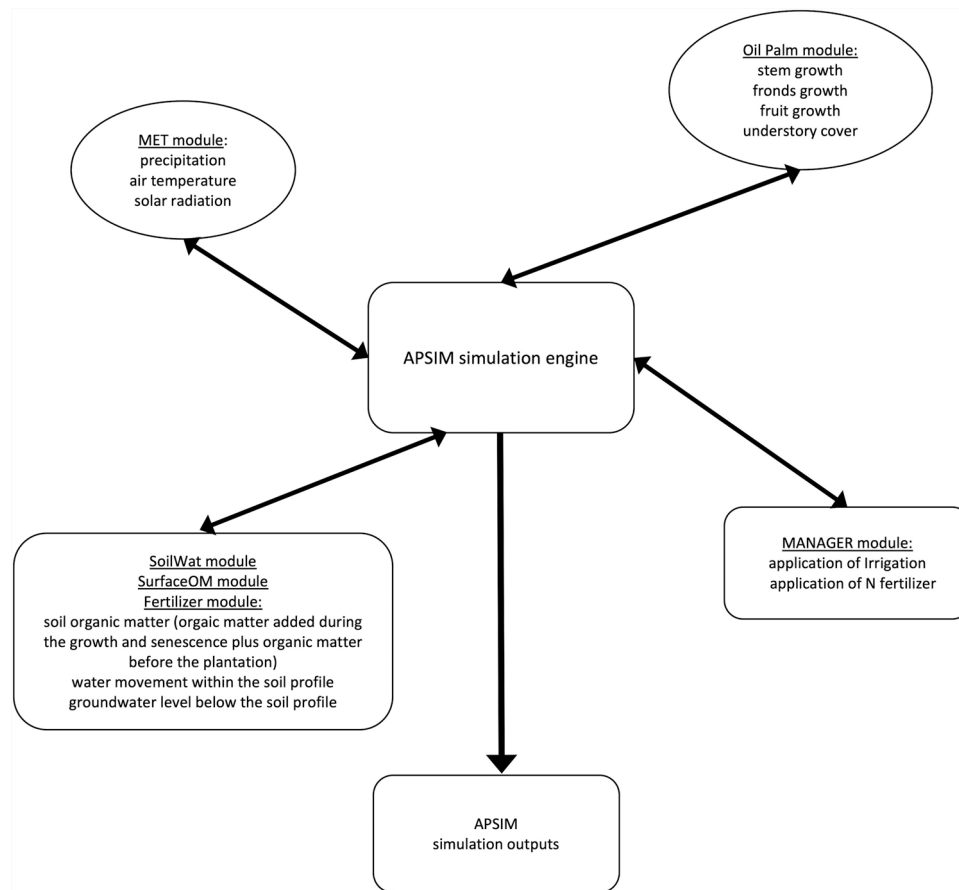 Oil Palm module:
stem growth
fronds growth
fruit growth
understory cover
MET module:
precipitation
air temperature
solar radiation
APSIM simulation engine
SoilWat module
SurfaceOM module
Fertilizer module:
soil organic matter (orgaic matter added during
the growth and senescence plus organic matter
before the plantation)
water movement within the soil profile
groundwater level below the soil profile
MANAGER module:
application of Irrigation
application of N fertilizer
APSIM
simulation outputs